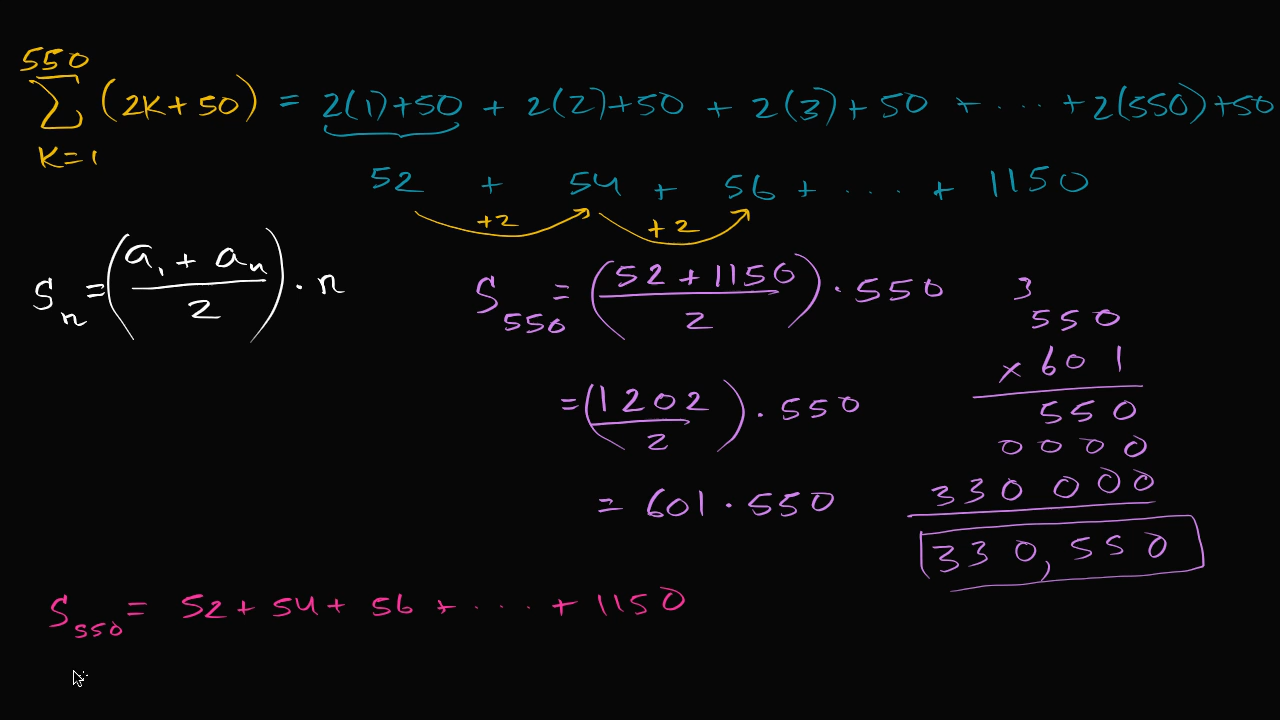 550
∑ (2K+50) = 2(1)+50 + 2(2)+50 + 2(3)+50 + · · · · + 2(550)+50
K=1
52 + 54 + 56 + · · · · + 1150
+2 +2
Sₙ = ((a₁ + aₙ)/2) · n
S₅₅₀ = ((52+1150)/2) · 550
= (1202/2) · 550
= 601 · 550
3
550
× 601
550
0000
330 000
330,550
S₅₅₀ = 52 + 54 + 56 + · · · · + 1150